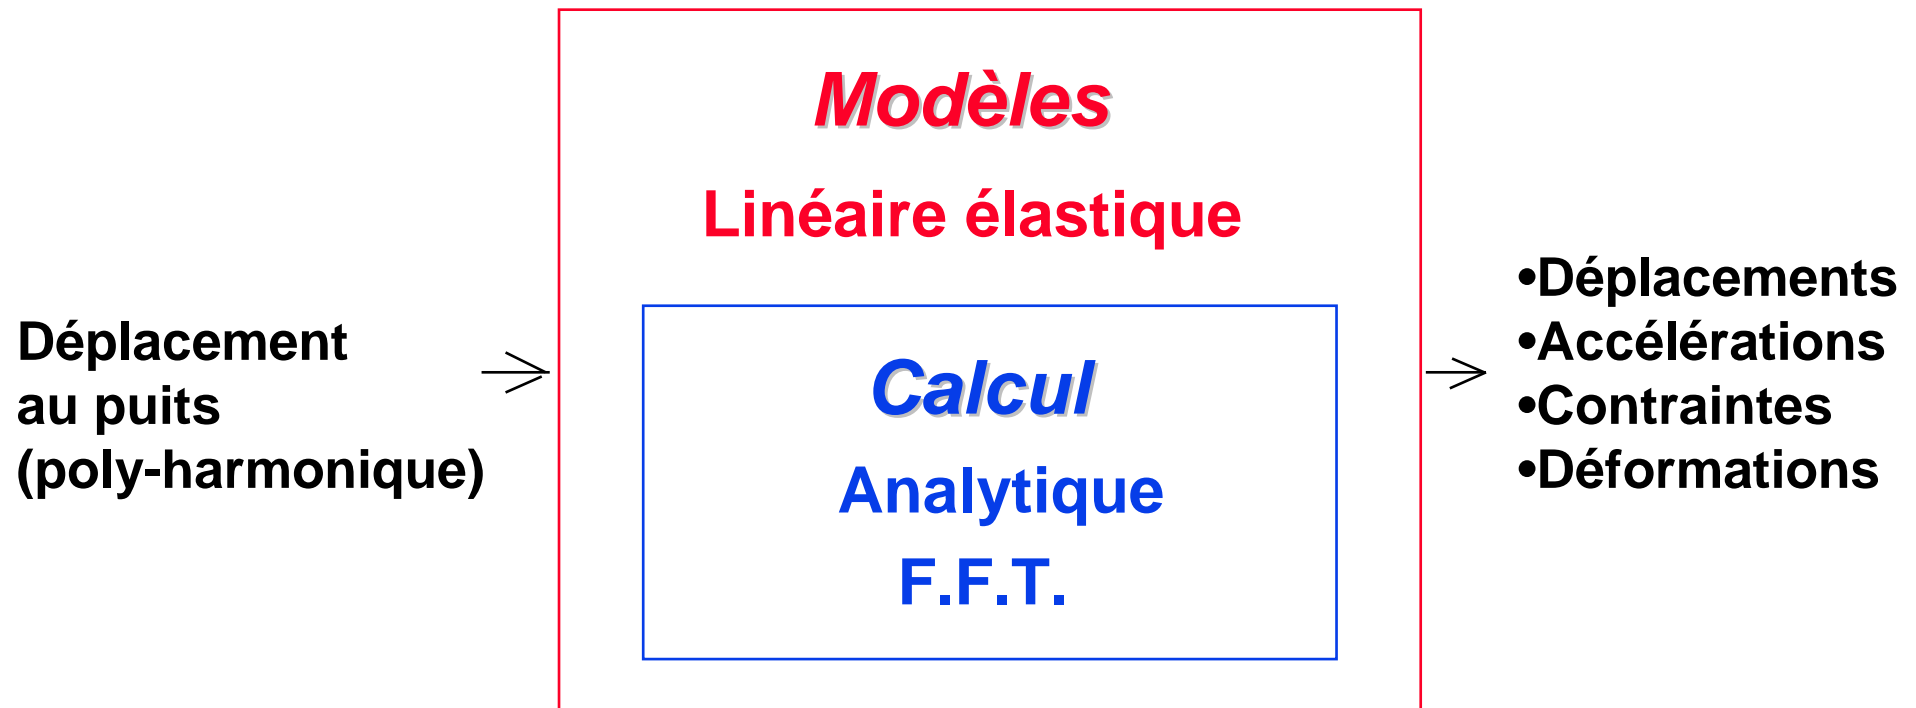 Modèles
Linéaire élastique
Déplacement
au puits
(poly-harmonique)
Calcul
Analytique
F.F.T.
•Déplacements
•Accélérations
•Contraintes
•Déformations